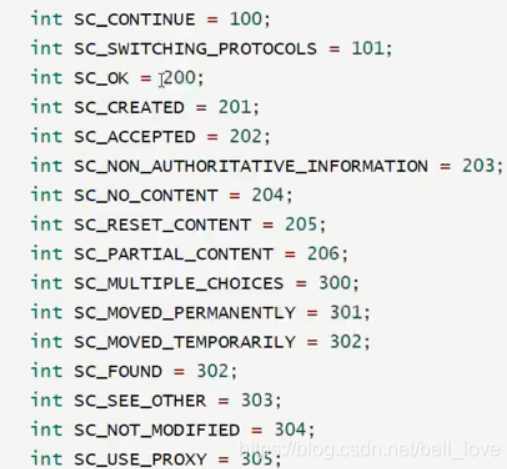 int SC_CONTINUE = 100;
int SC_SWITCHING_PROTOCOLS = 101;
int SC_OK = 200;
int SC_CREATED = 201;
int SC_ACCEPTED = 202;
int SC_NON_AUTHORITATIVE_INFORMATION = 203;
int SC_NO_CONTENT = 204;
int SC_RESET_CONTENT = 205;
int SC_PARTIAL_CONTENT = 206;
int SC_MULTIPLE_CHOICES = 300;
int SC_MOVED_PERMANENTLY = 301;
int SC_MOVED_TEMPORARILY = 302;
int SC_FOUND = 302;
int SC_SEE_OTHER = 303;
int SC_NOT_MODIFIED = 304;
https://blog.csdn.net/bell_love
int SC_USE_PROXY = 305;